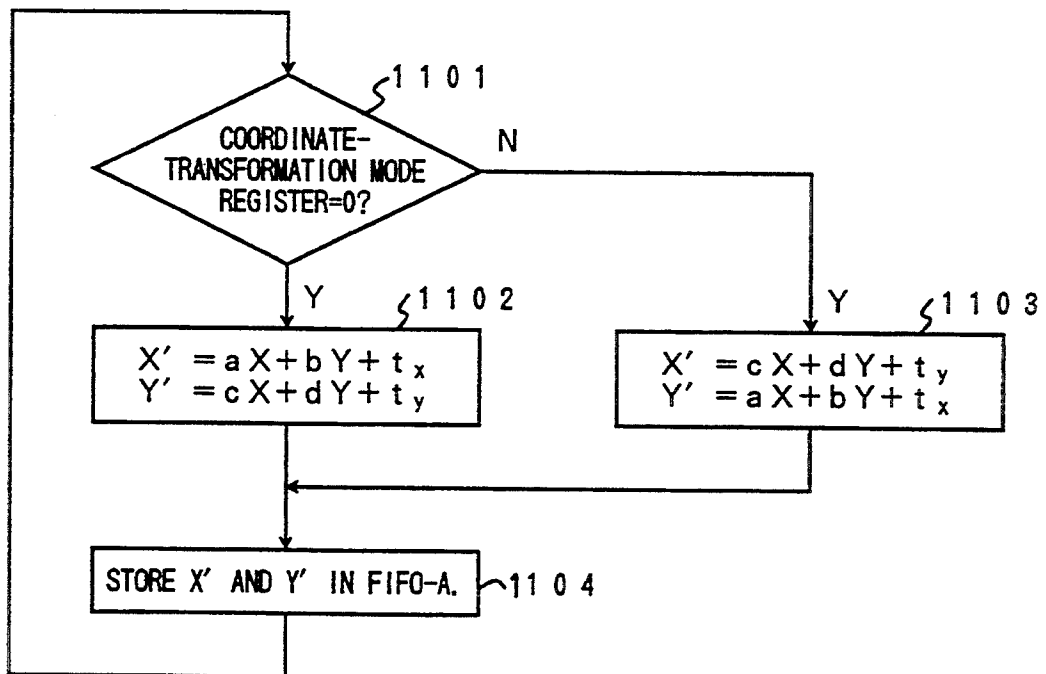 1101
COORDINATE-
TRANSFORMATION MODE
REGISTER=0?
N
Y
1102
X′ = aX+bY+tx
Y′ = cX+dY+ty
Y
1103
X′ = cX+dY+ty
Y′ = aX+bY+tx
STORE X′ AND Y′ IN FIFO-A.
1104